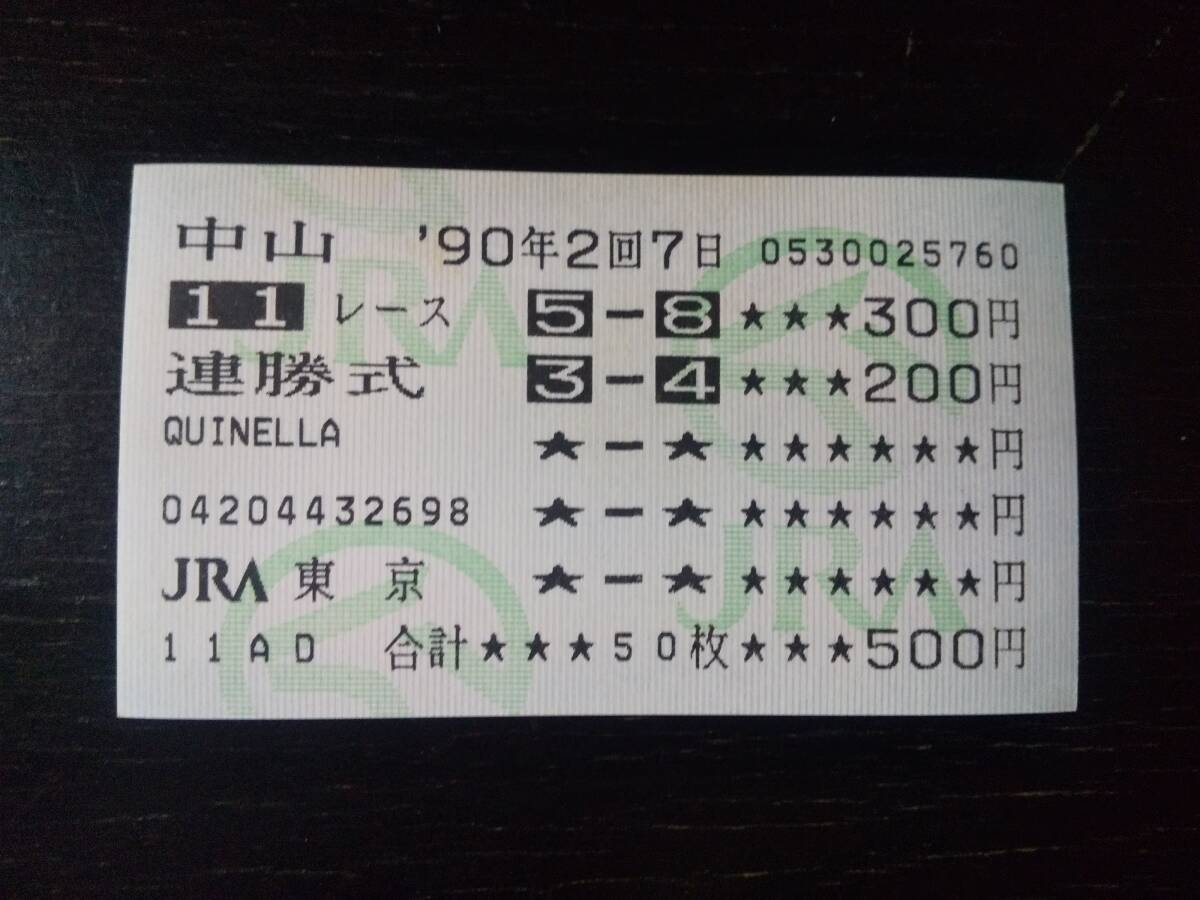 中山 '90年2回7日 0530025760
11 レース 5-8 ★★★300円
連勝式 3-4 ★★★200円
QUINELLA ★-★ ★★★★★★円
04204432698 ★-★ ★★★★★★円
JRA 東京 ★-★ ★★★★★★円
11AD 合計★★★50枚★★★500円